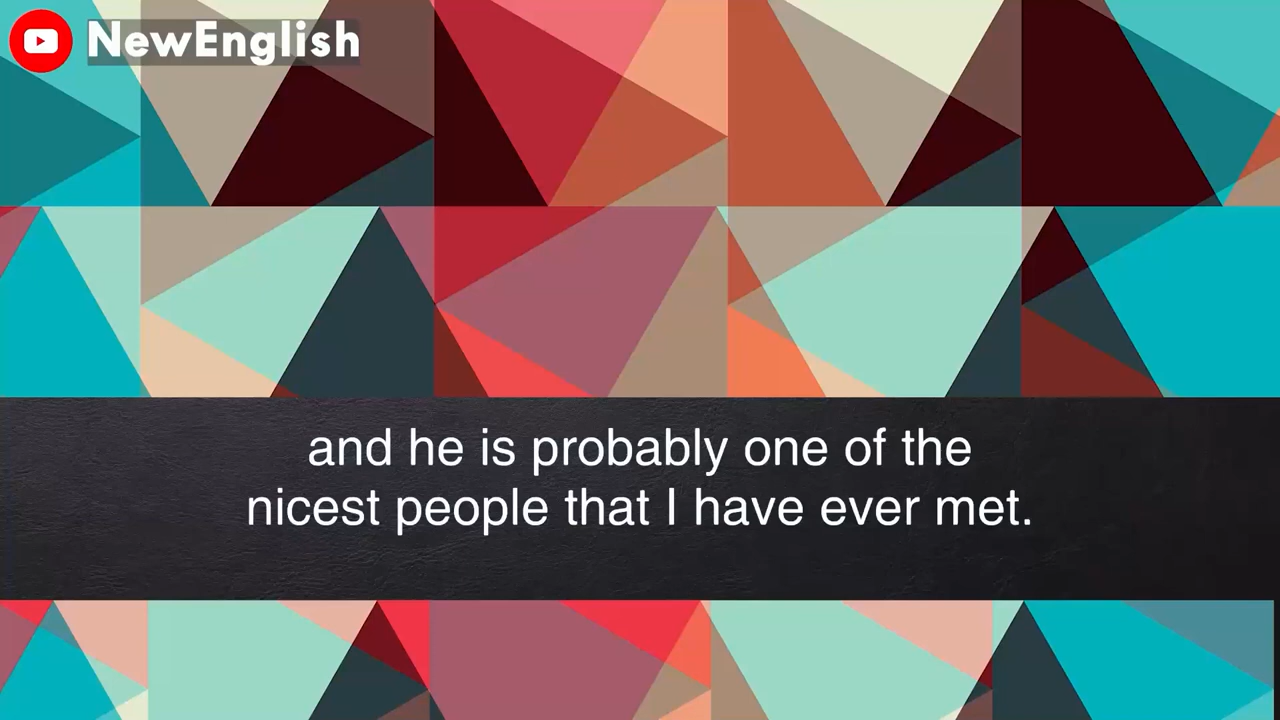 NewEnglish
and he is probably one of the
nicest people that I have ever met.